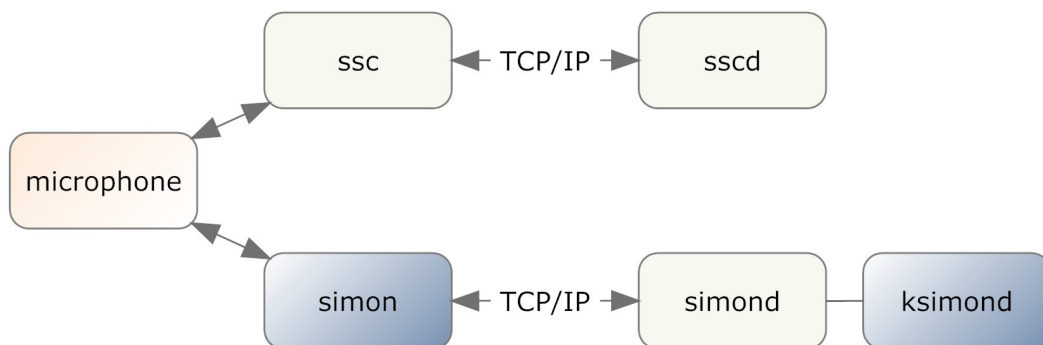 ssc
TCP/IP
sscd
microphone
simon
TCP/IP
simond
ksimond